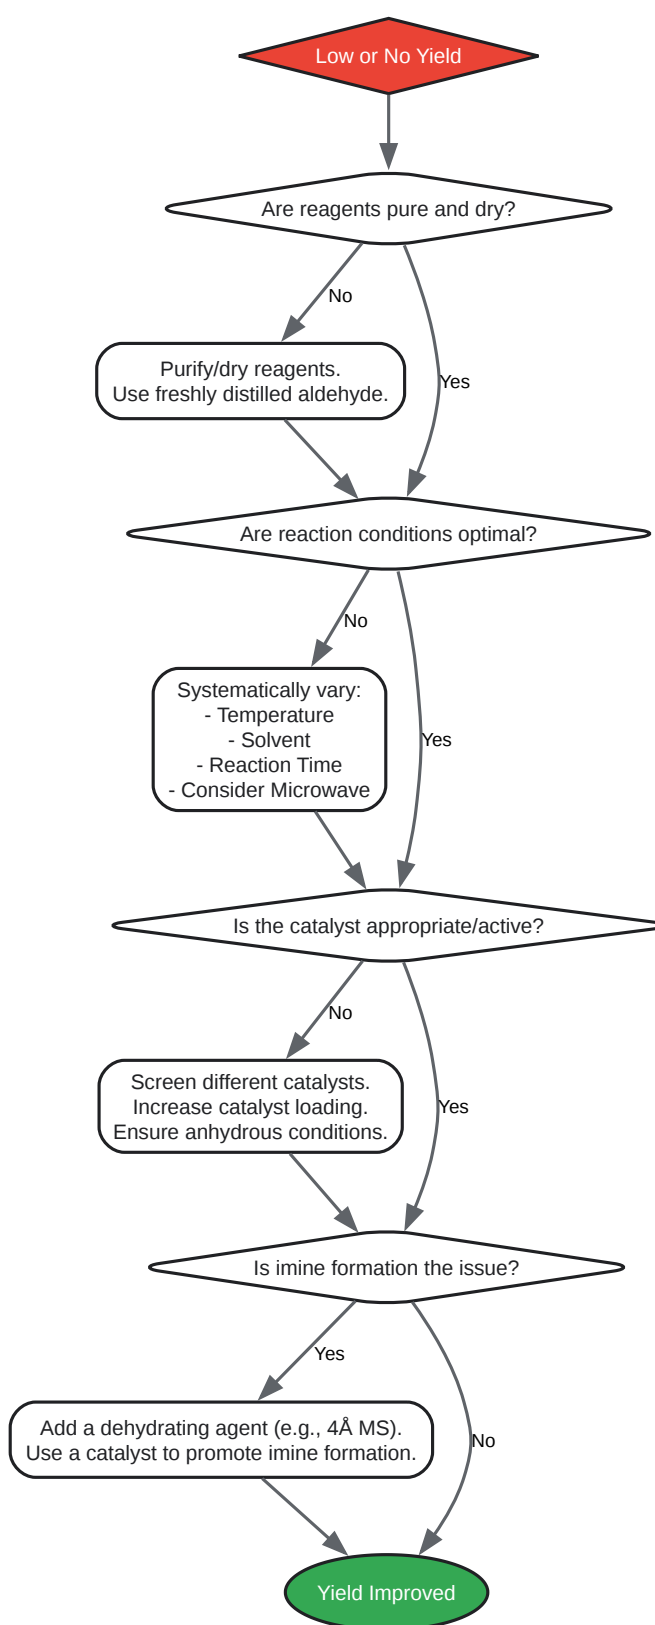 Low or No Yield
Are reagents pure and dry?
No
Purify/dry reagents.
Use freshly distilled aldehyde.
Yes
Are reaction conditions optimal?
No
Systematically vary:
- Temperature
- Solvent
- Reaction Time
- Consider Microwave
Yes
Is the catalyst appropriate/active?
No
Screen different catalysts.
Increase catalyst loading.
Ensure anhydrous conditions.
Yes
Is imine formation the issue?
Yes
Add a dehydrating agent (e.g., 4Å MS).
Use a catalyst to promote imine formation.
No
Yield Improved